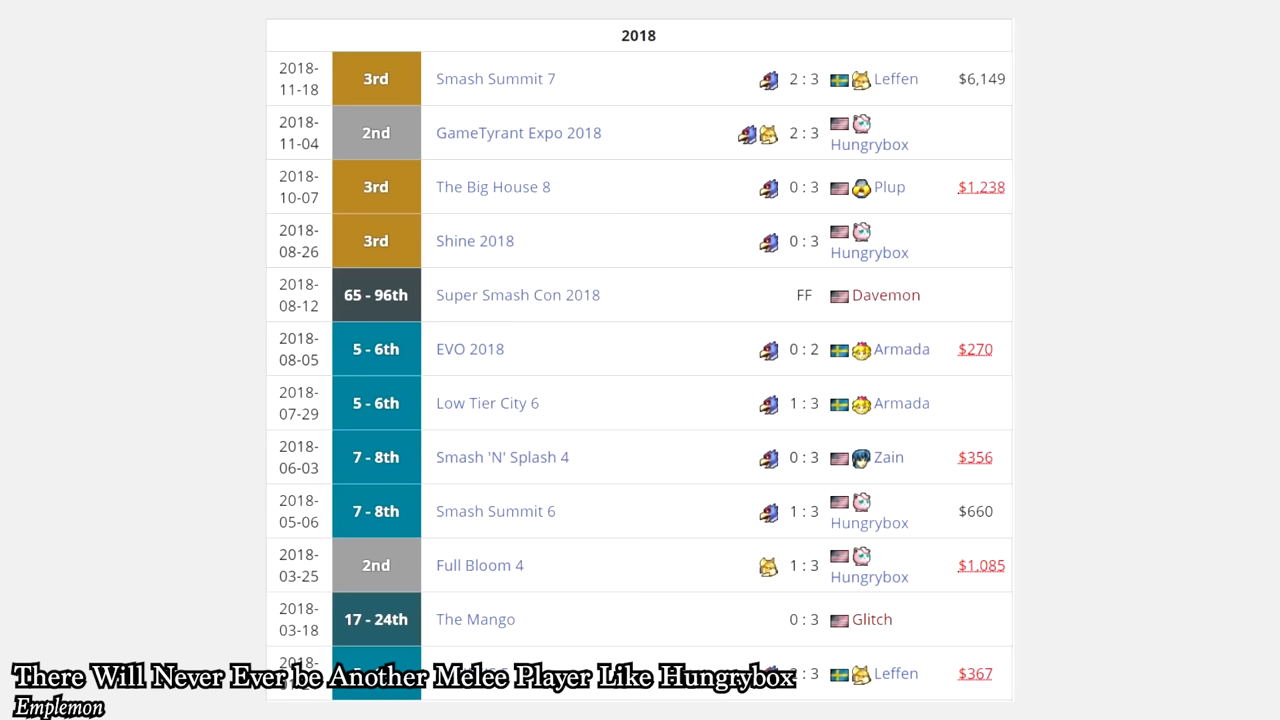 2018
2018-
11-18
3rd
Smash Summit 7
2 : 3
Leffen
$6,149
2018-
11-04
2nd
GameTyrant Expo 2018
2 : 3
Hungrybox
2018-
10-07
3rd
The Big House 8
0 : 3
Plup
$1,238
2018-
08-26
3rd
Shine 2018
0 : 3
Hungrybox
2018-
08-12
65 - 96th
Super Smash Con 2018
FF
Davemon
2018-
08-05
5 - 6th
EVO 2018
0 : 2
Armada
$270
2018-
07-29
5 - 6th
Low Tier City 6
1 : 3
Armada
2018-
06-03
7 - 8th
Smash 'N' Splash 4
0 : 3
Zain
$356
2018-
05-06
7 - 8th
Smash Summit 6
1 : 3
Hungrybox
$660
2018-
03-25
2nd
Full Bloom 4
1 : 3
Hungrybox
$1,085
2018-
03-18
17 - 24th
The Mango
0 : 3
Glitch
2018-
: 3
Leffen
$367
There Will Never Ever be Another Melee Player Like Hungrybox
Emplemon